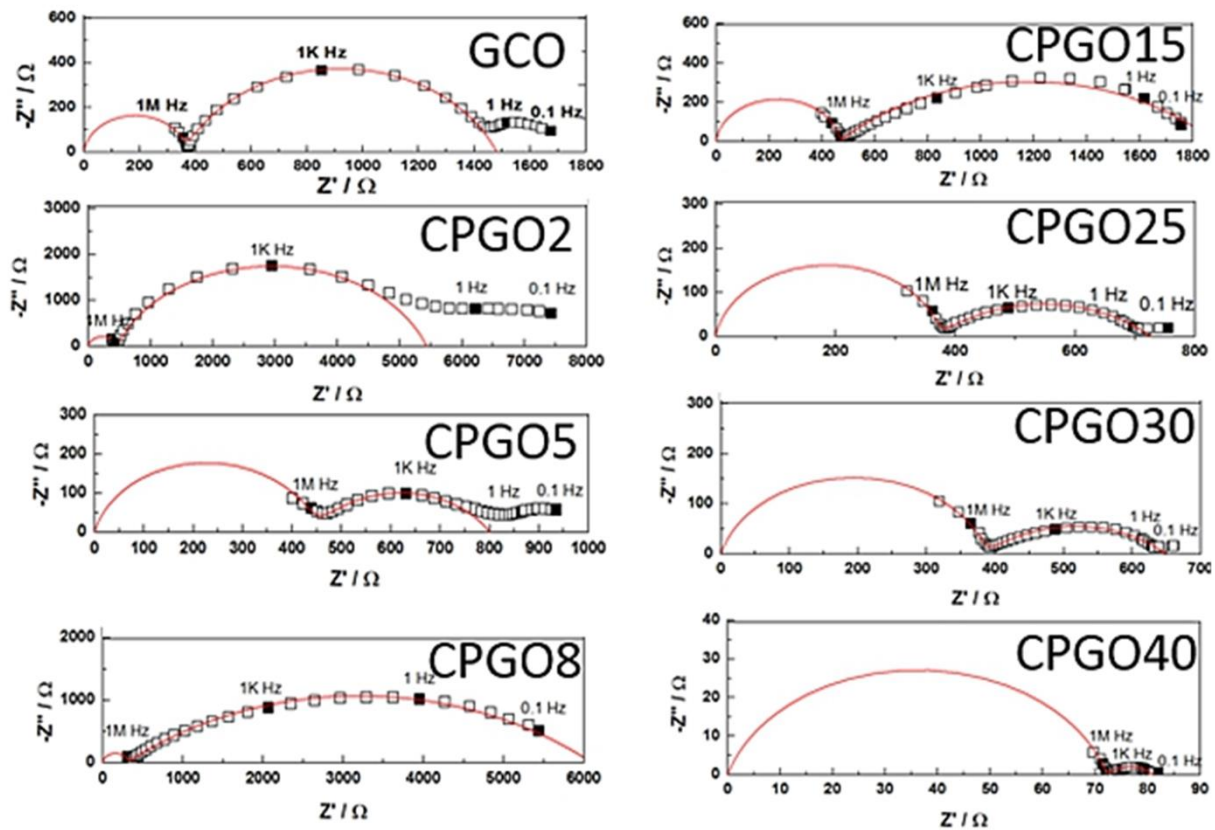 GCO
600
400
200
0
-Z'' / Ω
1M Hz
1K Hz
1 Hz
0.1 Hz
0 200 400 600 800 1000 1200 1400 1600 1800
Z' / Ω
CPGO15
600
400
200
0
-Z'' / Ω
1M Hz
1K Hz
1 Hz
0.1 Hz
0 200 400 600 800 1000 1200 1400 1600 1800
Z' / Ω
CPGO2
3000
2000
1000
0
-Z'' / Ω
1K Hz
1 Hz
0.1 Hz
0 1000 2000 3000 4000 5000 6000 7000 8000
Z' / Ω
CPGO25
300
200
100
0
-Z'' / Ω
1M Hz
1K Hz
1 Hz
0.1 Hz
0 200 400 600 800
Z' / Ω
CPGO5
300
200
100
0
-Z'' / Ω
1M Hz
1K Hz
1 Hz
0.1 Hz
0 100 200 300 400 500 600 700 800 900 1000
Z' / Ω
CPGO30
300
200
100
0
-Z'' / Ω
1M Hz
1K Hz
1 Hz
0.1 Hz
0 100 200 300 400 500 600 700
Z' / Ω
CPGO8
2000
1000
0
-Z'' / Ω
1M Hz
1K Hz
1 Hz
0.1 Hz
0 1000 2000 3000 4000 5000 6000
Z' / Ω
CPGO40
40
30
20
10
0
-Z'' / Ω
1M Hz
1K Hz
0.1 Hz
0 10 20 30 40 50 60 70 80 90
Z' / Ω